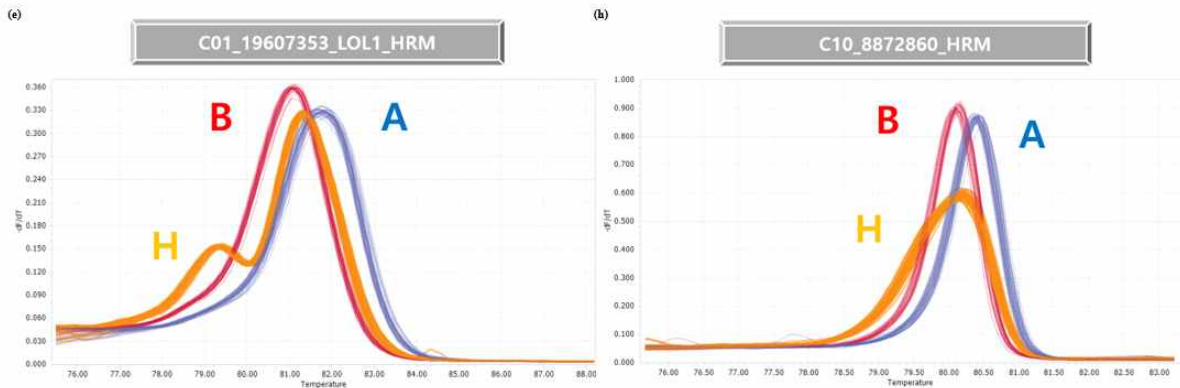 (e)
C01_19607353_LOL1_HRM
0.360
0.330
0.300
0.270
0.240
0.210
0.180
0.150
0.120
0.090
0.060
0.030
0.000
-dF/dT
B
A
H
76.00 77.00 78.00 79.00 80.00 81.00 82.00 83.00 84.00 85.00 86.00 87.00 88.00
Temperature
(h)
C10_8872860_HRM
1.000
0.900
0.800
0.700
0.600
0.500
0.400
0.300
0.200
0.100
0.000
-dF/dT
B
A
H
76.00 76.50 77.00 77.50 78.00 78.50 79.00 79.50 80.00 80.50 81.00 81.50 82.00 82.50 83.00
Temperature